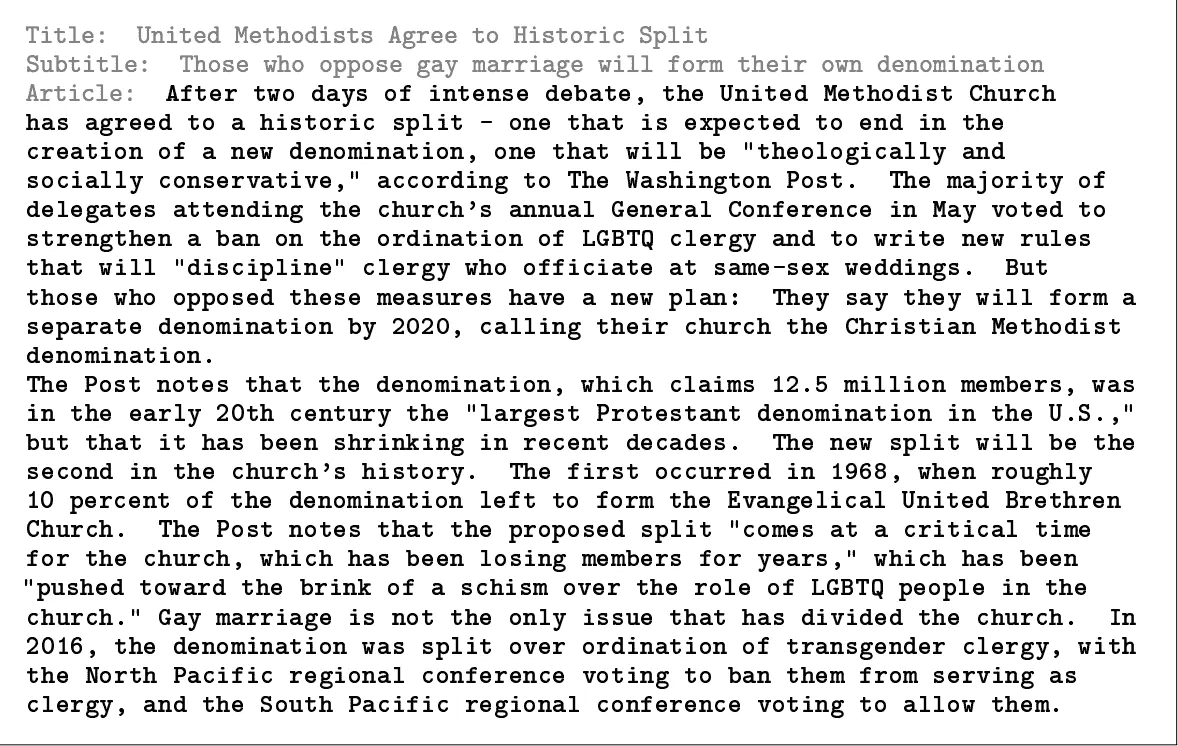 Title: United Methodists Agree to Historic Split
Subtitle: Those who oppose gay marriage will form their own denomination
Article: After two days of intense debate, the United Methodist Church
has agreed to a historic split - one that is expected to end in the
creation of a new denomination, one that will be "theologically and
socially conservative," according to The Washington Post. The majority of
delegates attending the church's annual General Conference in May voted to
strengthen a ban on the ordination of LGBTQ clergy and to write new rules
that will "discipline" clergy who officiate at same-sex weddings. But
those who opposed these measures have a new plan: They say they will form a
separate denomination by 2020, calling their church the Christian Methodist
denomination.
The Post notes that the denomination, which claims 12.5 million members, was
in the early 20th century the "largest Protestant denomination in the U.S.,"
but that it has been shrinking in recent decades. The new split will be the
second in the church's history. The first occurred in 1968, when roughly
10 percent of the denomination left to form the Evangelical United Brethren
Church. The Post notes that the proposed split "comes at a critical time
for the church, which has been losing members for years," which has been
"pushed toward the brink of a schism over the role of LGBTQ people in the
church." Gay marriage is not the only issue that has divided the church. In
2016, the denomination was split over ordination of transgender clergy, with
the North Pacific regional conference voting to ban them from serving as
clergy, and the South Pacific regional conference voting to allow them.